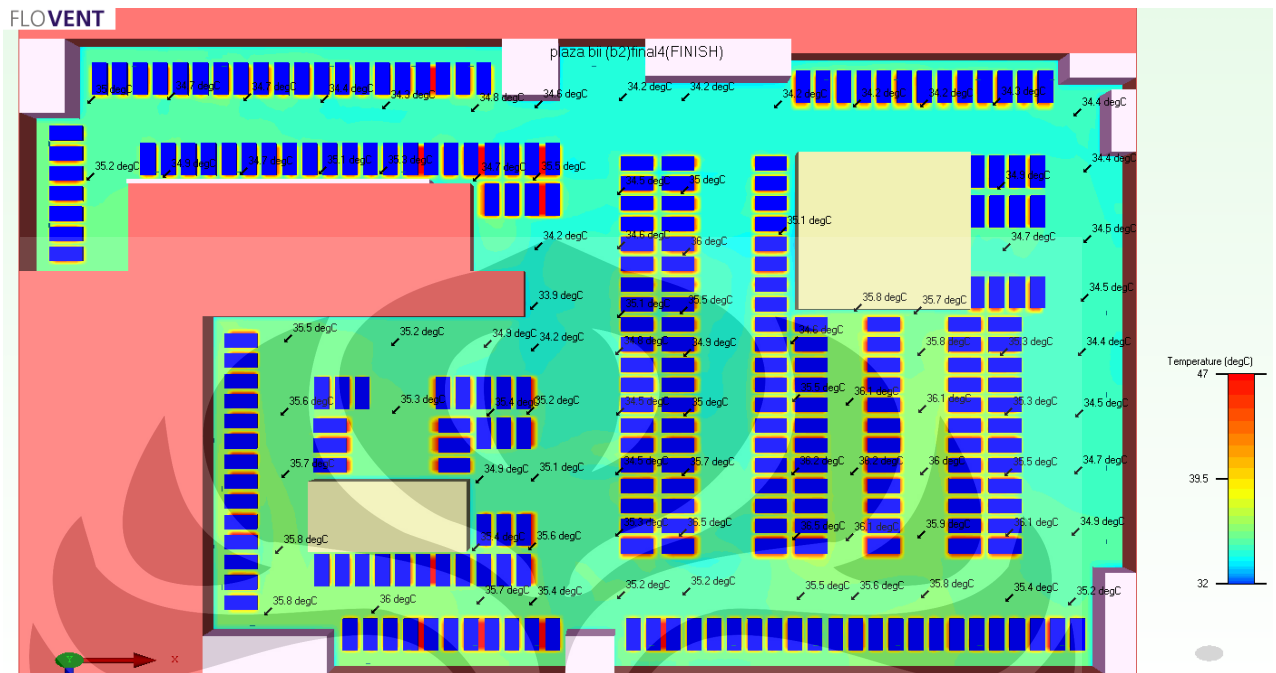 FLOVENT
plaza bii (b2)final4(FINISH)
34.7 degC
34.8 degC
34.6 degC
34.2 degC
34.2 degC
34.4 degC
35.2 degC
34.4 degC
35.1 degC
34.5 degC
34.2 degC
36 degC
34.7 degC
33.9 degC
35.5 degC
35.8 degC
35.7 degC
34.5 degC
35.5 degC
35.2 degC
34.9 degC
34.2 degC
34.9 degC
35.8 degC
35.3 degC
34.4 degC
35.6 degC
35.3 degC
35.2 degC
35 degC
36.1 degC
35.3 degC
34.5 degC
35.7 degC
34.9 degC
35.1 degC
35.7 degC
36 degC
35.5 degC
34.7 degC
35.8 degC
35.6 degC
36.5 degC
36.1 degC
35.9 degC
36.1 degC
34.9 degC
35.8 degC
36 degC
35.7 degC
35.4 degC
35.2 degC
35.2 degC
35.5 degC
35.6 degC
35.8 degC
35.4 degC
35.2 degC
Temperature (degC)
47
39.5
32
X